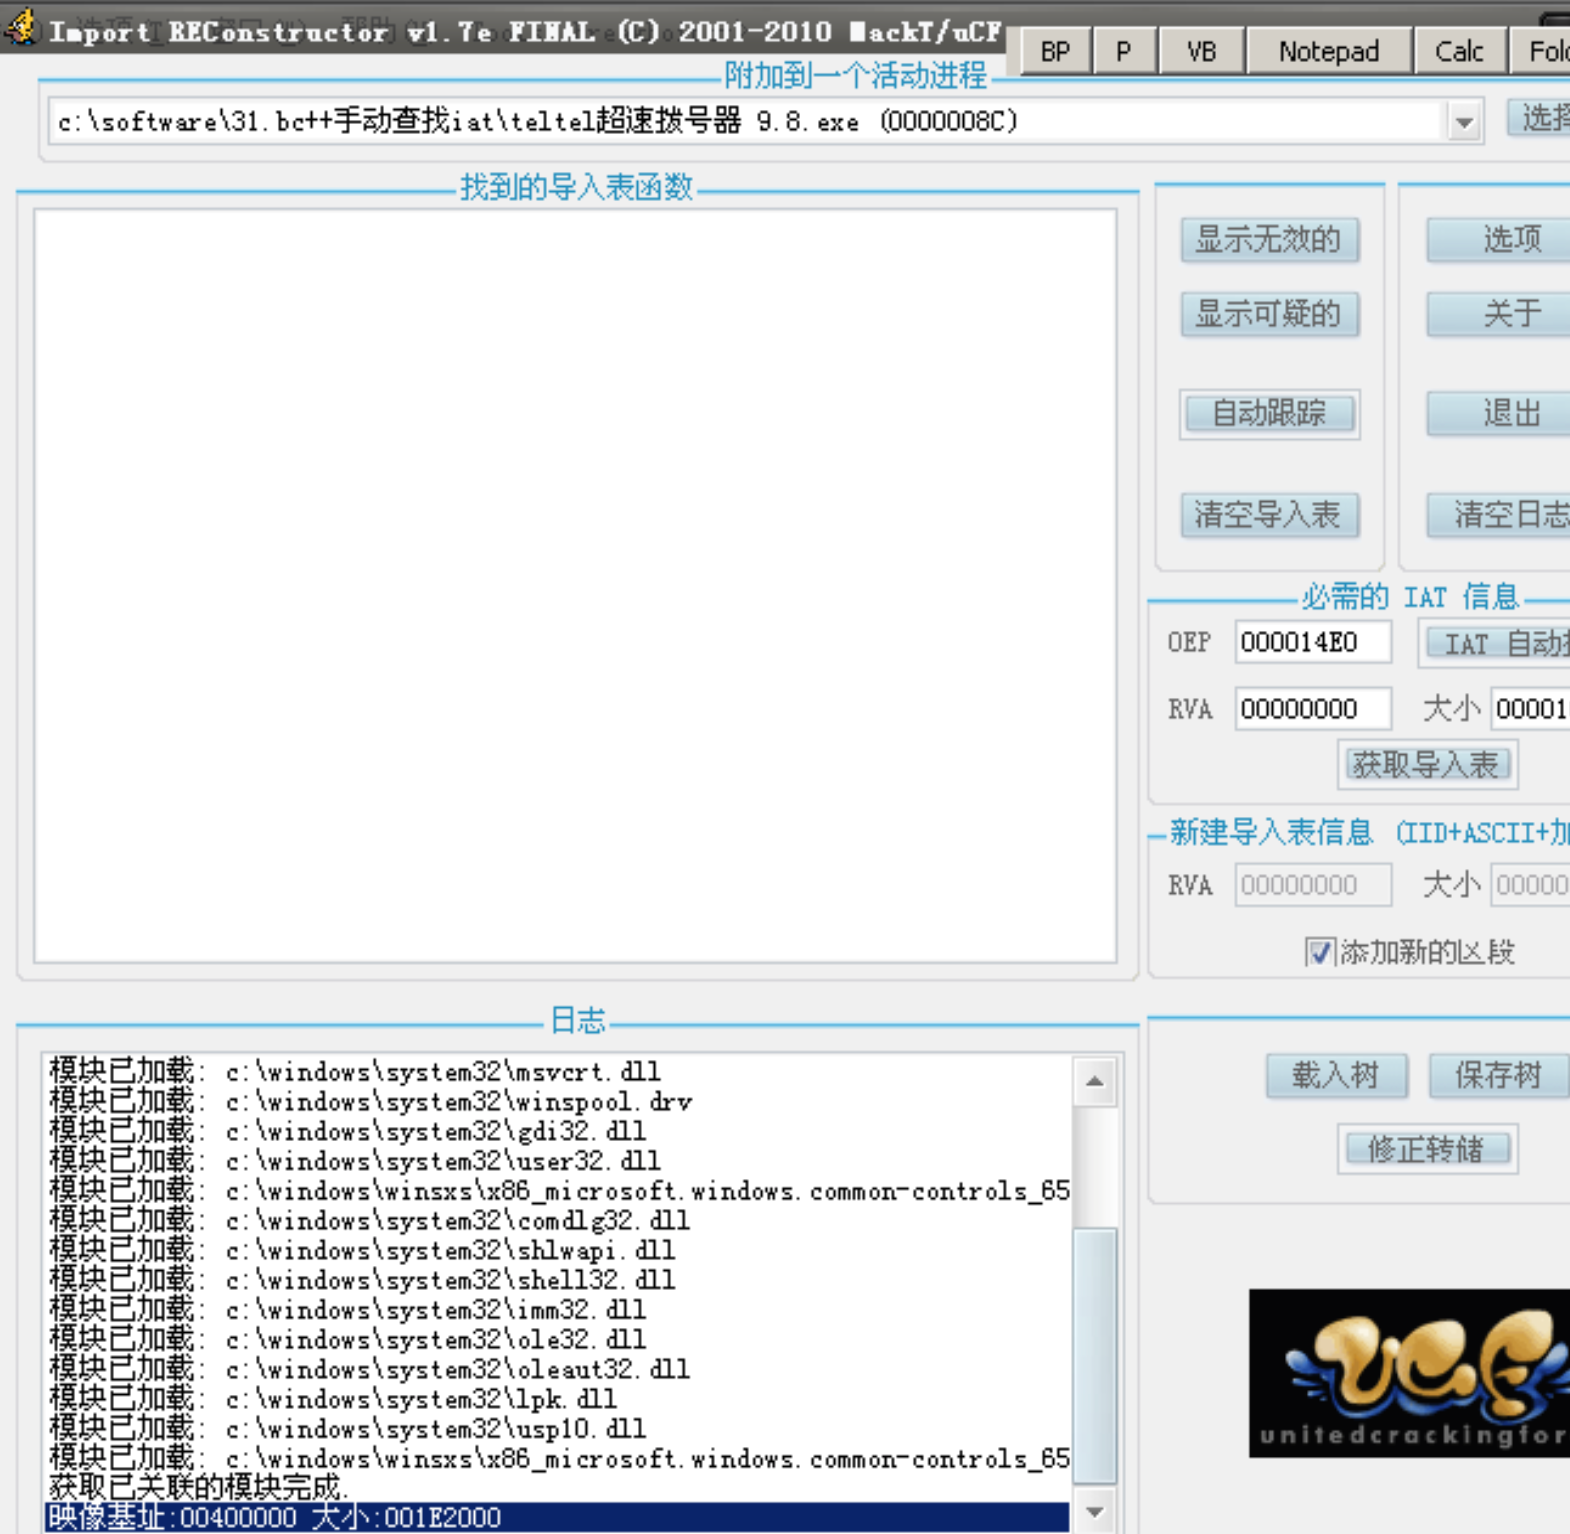 Import REConstructor v1.7e FINAL (C) 2001-2010 MackT/uCF
BP P VB Notepad Calc
附加到一个活动进程
c:\software\31.bc++手动查找iat\teltel超速拨号器 9.8.exe (0000008C)
选择
找到的导入表函数
显示无效的
选项
显示可疑的
关于
自动跟踪
退出
清空导入表
清空日志
必需的 IAT 信息
OEP 000014E0 IAT 自动
RVA 00000000 大小 00001
获取导入表
新建导入表信息 (IID+ASCII+加
RVA 00000000 大小 00000
添加新的区段
日志
模块已加载: c:\windows\system32\msvcrt.dll
模块已加载: c:\windows\system32\winspool.drv
模块已加载: c:\windows\system32\gdi32.dll
模块已加载: c:\windows\system32\user32.dll
模块已加载: c:\windows\winsxs\x86_microsoft.windows.common-controls_65
模块已加载: c:\windows\system32\comdlg32.dll
模块已加载: c:\windows\system32\shlwapi.dll
模块已加载: c:\windows\system32\shell32.dll
模块已加载: c:\windows\system32\imm32.dll
模块已加载: c:\windows\system32\ole32.dll
模块已加载: c:\windows\system32\oleaut32.dll
模块已加载: c:\windows\system32\lpk.dll
模块已加载: c:\windows\system32\usp10.dll
模块已加载: c:\windows\winsxs\x86_microsoft.windows.common-controls_65
获取已关联的模块完成.
映像基址:00400000 大小:001E2000
载入树
保存树
修正转储
uCF
unitedcrackingfor